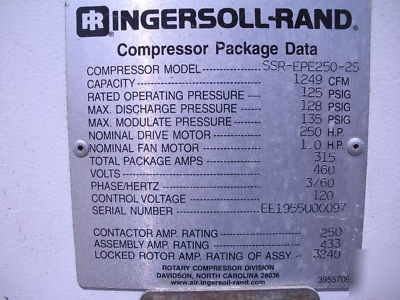 IR INGERSOLL-RAND®
Compressor Package Data
COMPRESSOR MODEL SSR-EPE250-2S
CAPACITY 1249 CFM
RATED OPERATING PRESSURE 125 PSIG
MAX. DISCHARGE PRESSURE 128 PSIG
MAX. MODULATE PRESSURE 135 PSIG
NOMINAL DRIVE MOTOR 250 H.P.
NOMINAL FAN MOTOR H.P.
TOTAL PACKAGE AMPS 315
VOLTS 460
PHASE/HERTZ 3/60
CONTROL VOLTAGE 120
SERIAL NUMBER
CONTACTOR AMP. RATING 250
ASSEMBLY AMP. RATING 433
LOCKED ROTOR AMP. RATING OF ASSY. 3240
ROTARY COMPRESSOR DIVISION
DAVIDSON, NORTH CAROLINA 28036
www.air.ingersoll-rand.com